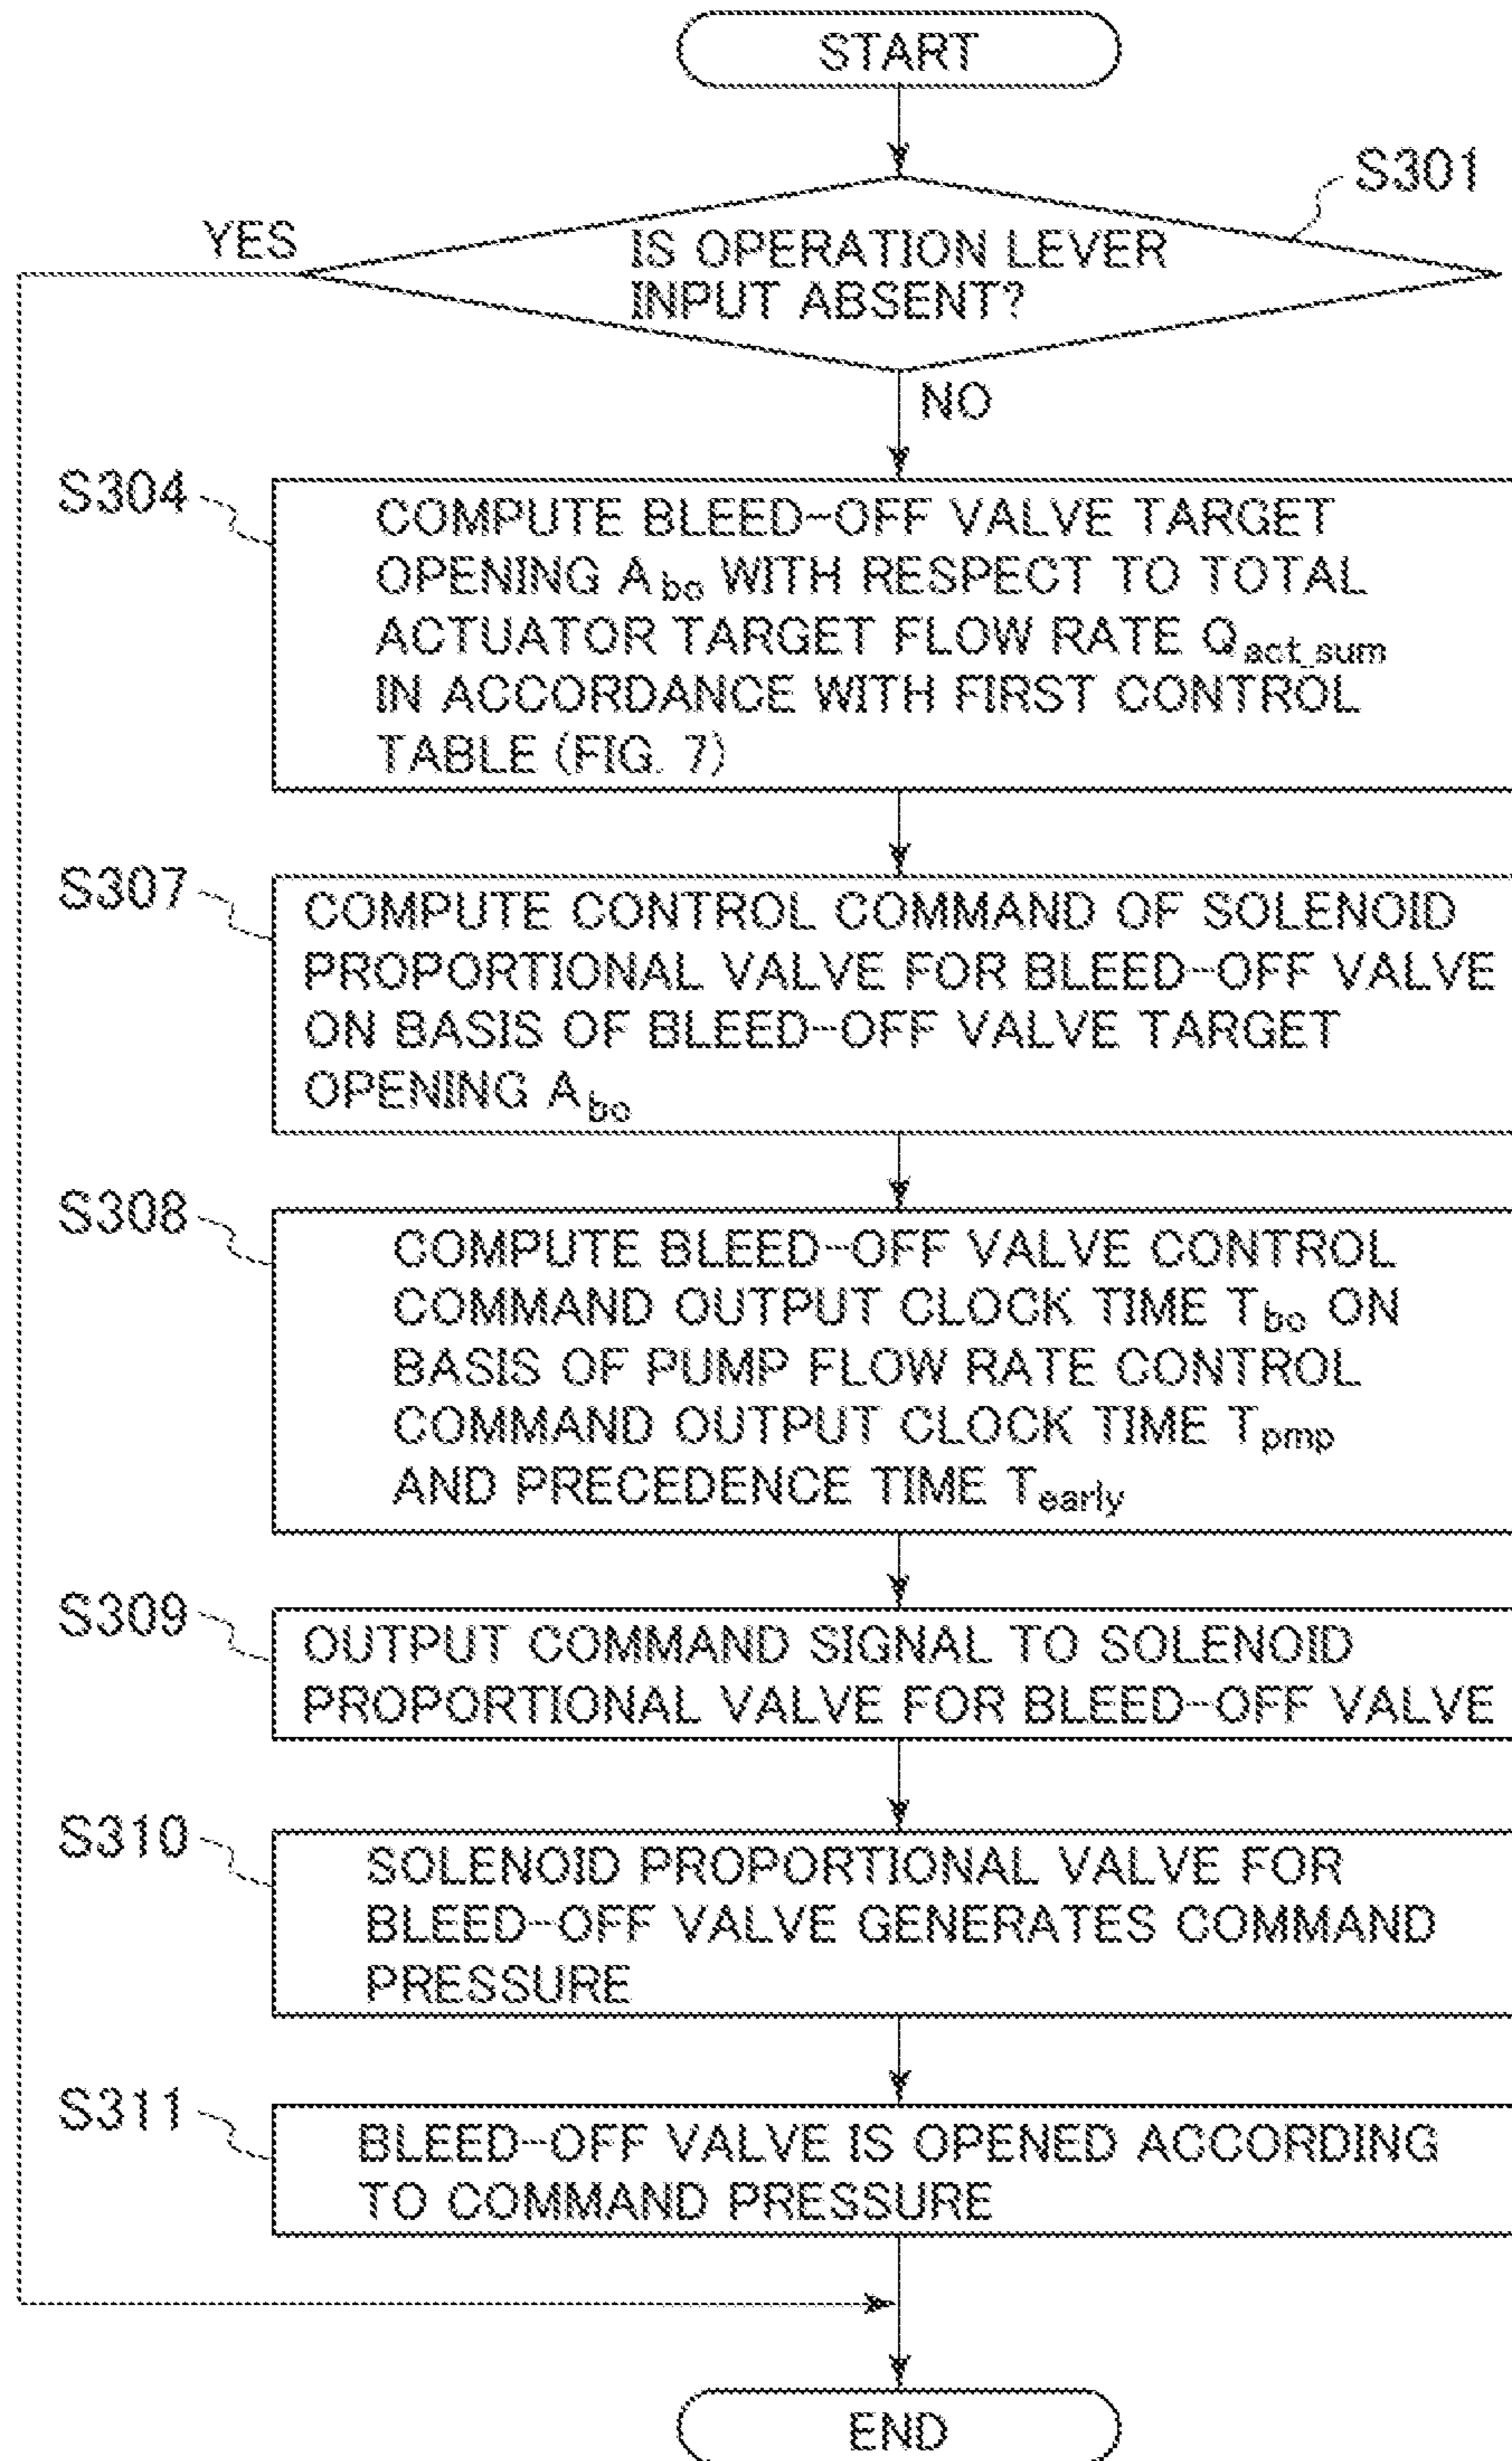 START
S301
YES
IS OPERATION LEVER
INPUT ABSENT?
NO
S304
COMPUTE BLEED-OFF VALVE TARGET
OPENING Abo WITH RESPECT TO TOTAL
ACTUATOR TARGET FLOW RATE Qact_sum
IN ACCORDANCE WITH FIRST CONTROL
TABLE (FIG. 7)
S307
COMPUTE CONTROL COMMAND OF SOLENOID
PROPORTIONAL VALVE FOR BLEED-OFF VALVE
ON BASIS OF BLEED-OFF VALVE TARGET
OPENING Abo
S308
COMPUTE BLEED-OFF VALVE CONTROL
COMMAND OUTPUT CLOCK TIME Tbo ON
BASIS OF PUMP FLOW RATE CONTROL
COMMAND OUTPUT CLOCK TIME Tpmp
AND PRECEDENCE TIME Tearly
S309
OUTPUT COMMAND SIGNAL TO SOLENOID
PROPORTIONAL VALVE FOR BLEED-OFF VALVE
S310
SOLENOID PROPORTIONAL VALVE FOR
BLEED-OFF VALVE GENERATES COMMAND
PRESSURE
S311
BLEED-OFF VALVE IS OPENED ACCORDING
TO COMMAND PRESSURE
END